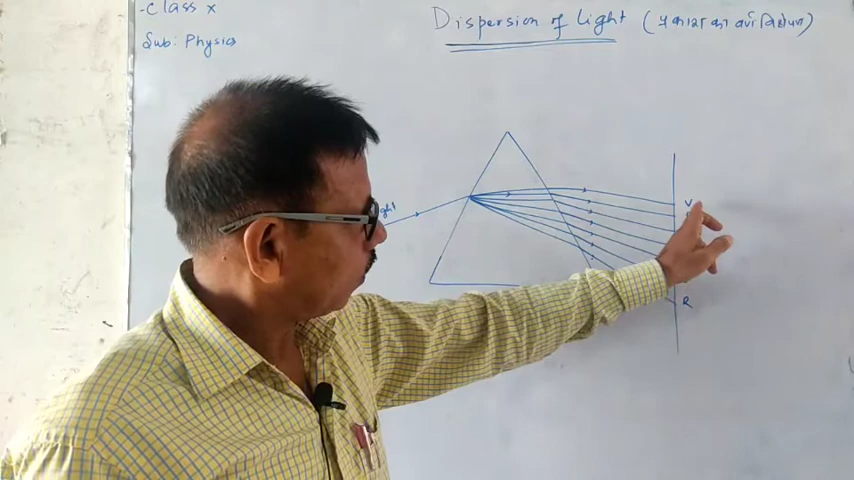 -Class X
Sub: Physics
Dispersion of Light (प्रकाश का वर्ण विक्षेपण)
ght
V
R